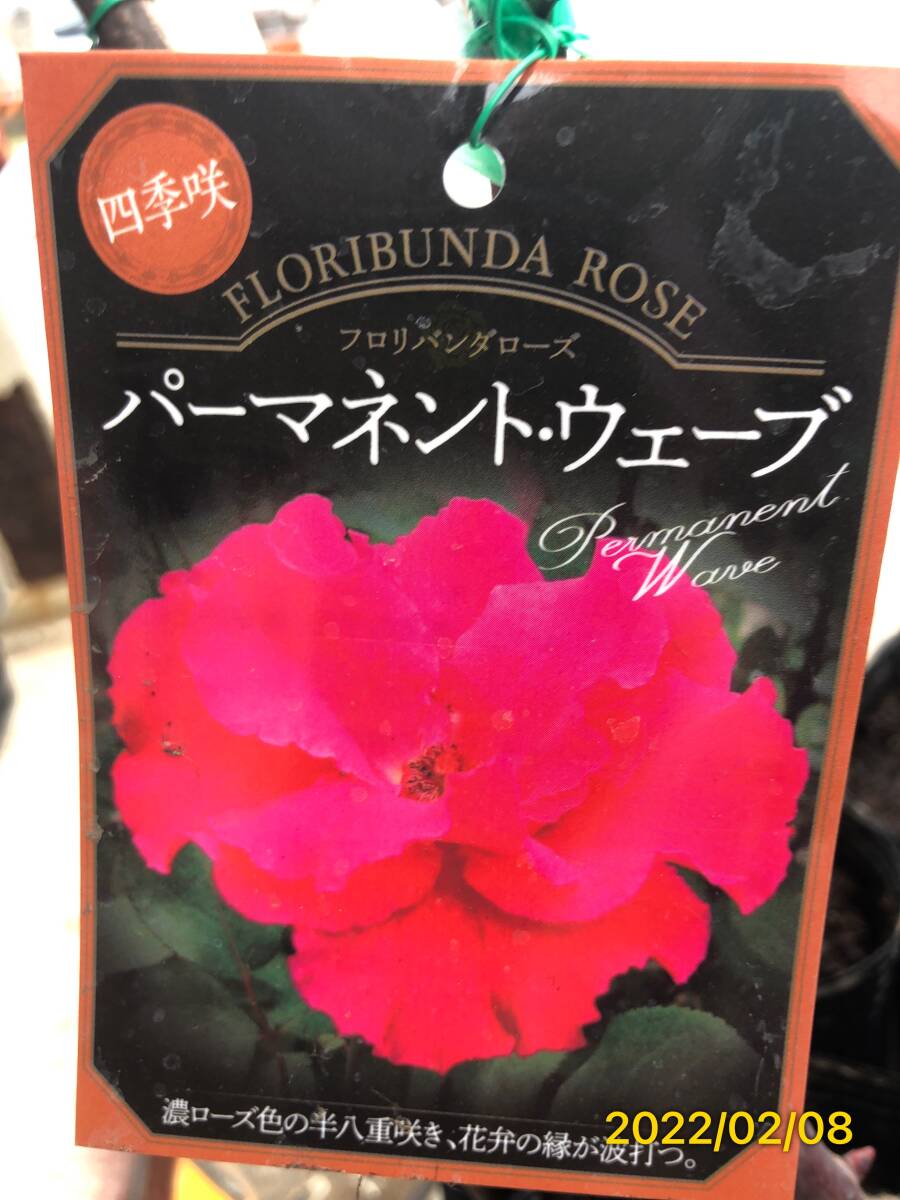 四季咲
FLORIBUNDA ROSE
フロリバンダローズ
パーマネント・ウェーブ
Permanent
Wave
濃ローズ色の半八重咲き、花弁の縁が波打つ。
2022/02/08